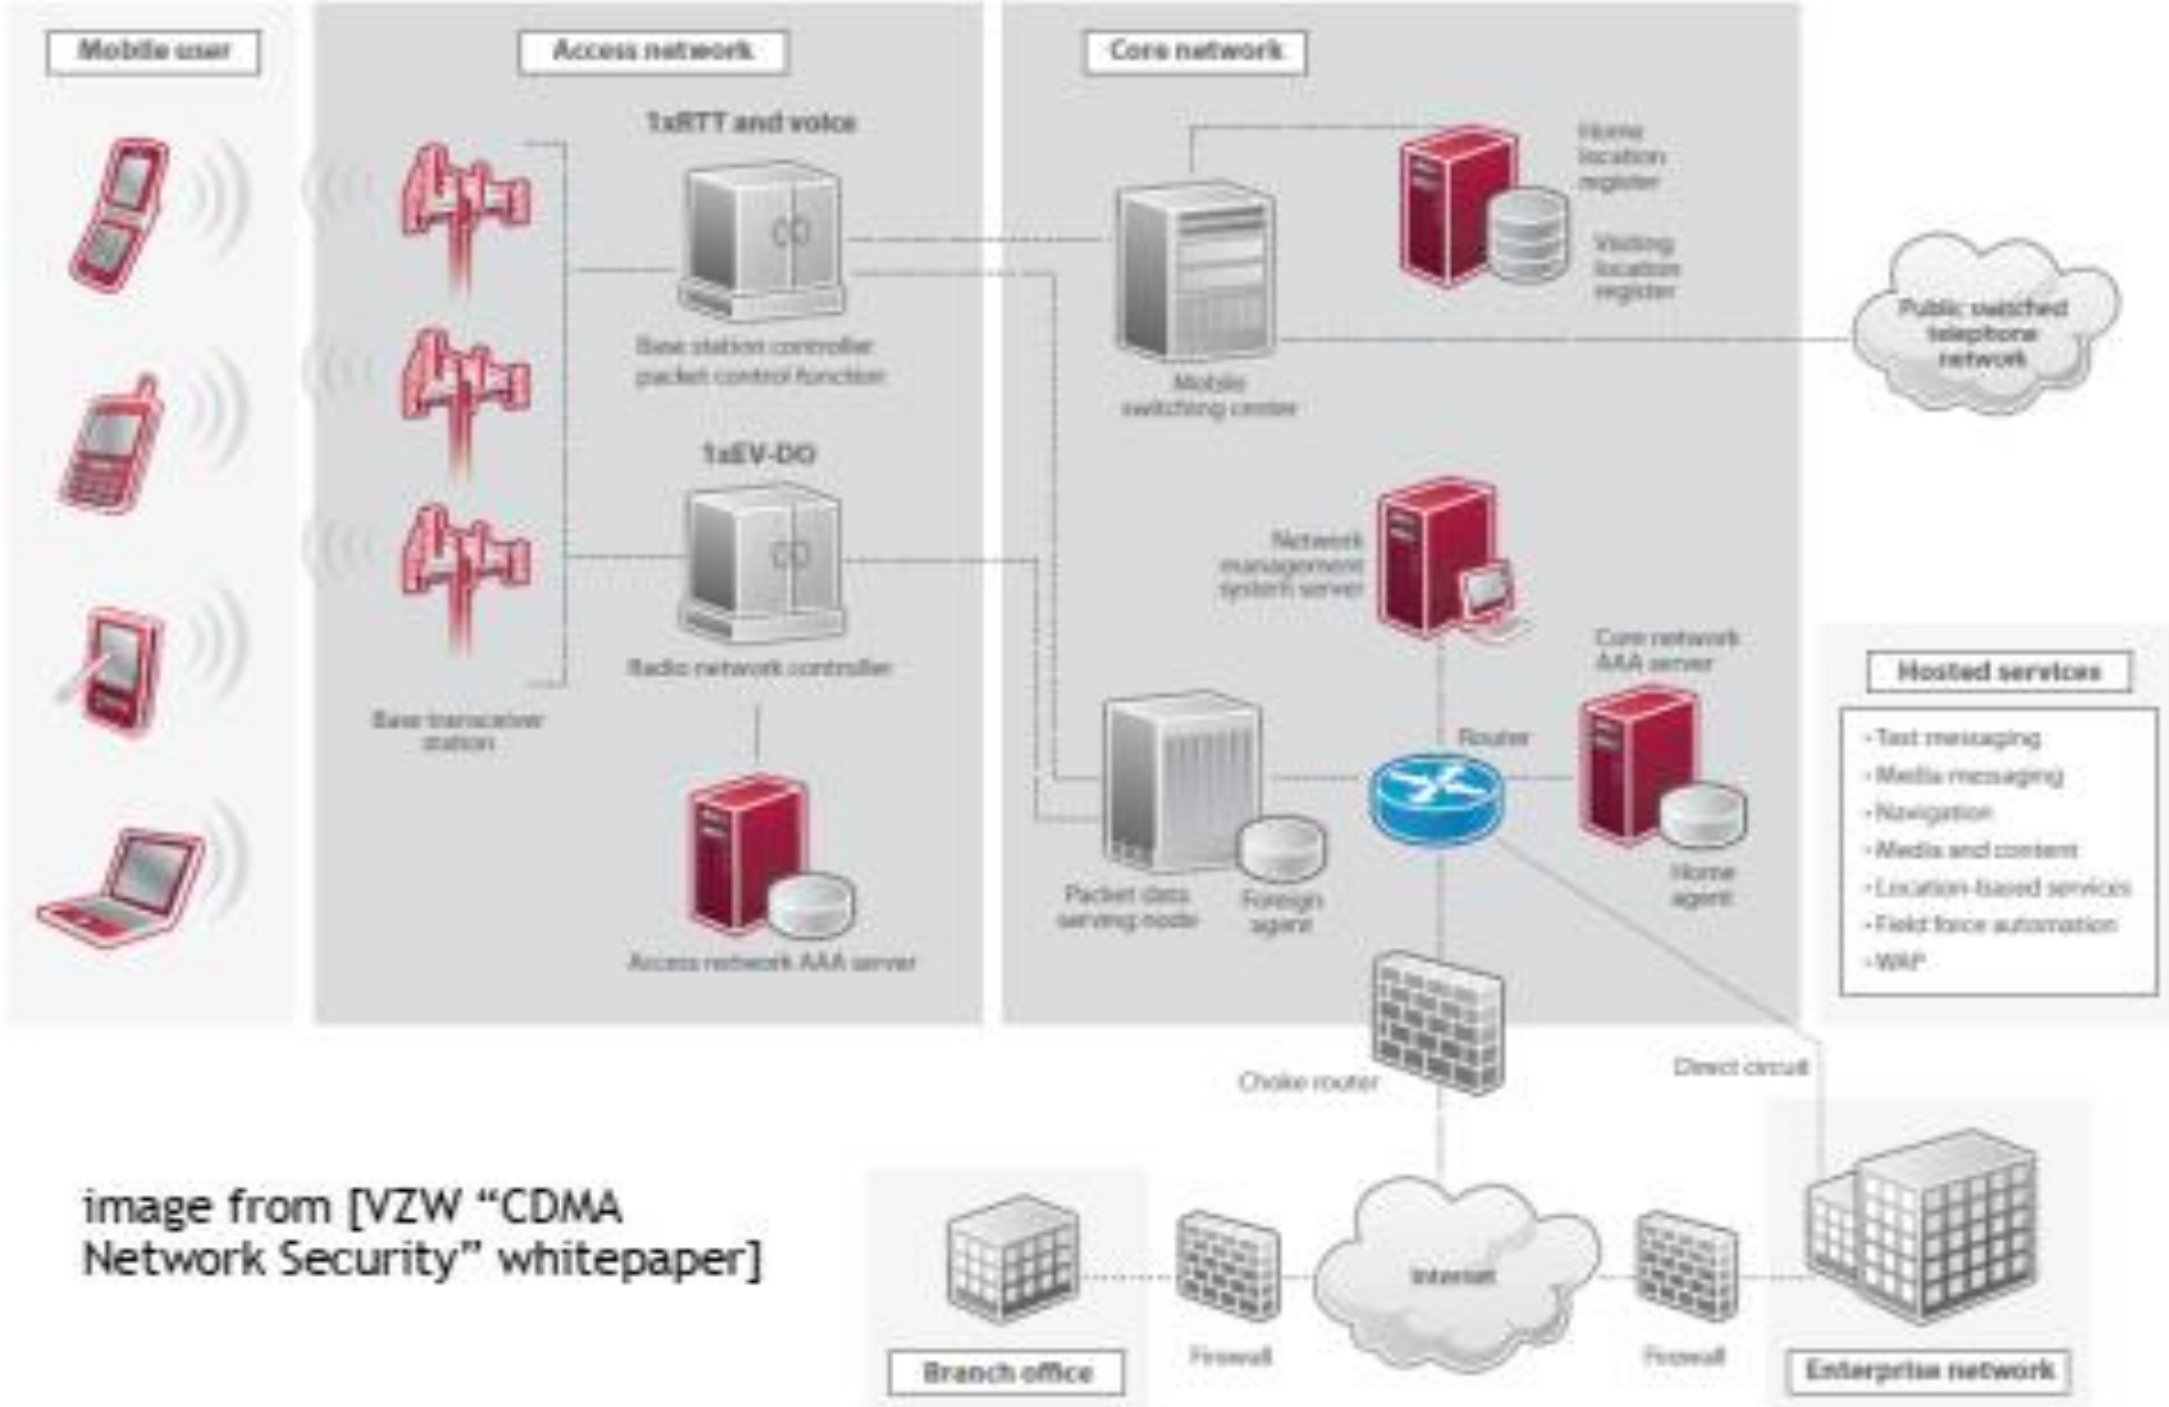 Mobile user
Access network
Core network
1xRTT and voice
Home
location
register
Visiting
location
register
Public switched
telephone
network
Base station controller
packet control function
Mobile
switching center
1xEV-DO
Network
management
system server
Core network
AAA server
Radio network controller
Base transceiver
station
Router
Hosted services
- Text messaging
- Media messaging
- Navigation
- Media and content
- Location-based services
- Field force automation
- WAP
Home
agent
Packet data
serving node
Foreign
agent
Access network AAA server
Choke router
Direct circuit
image from [VZW “CDMA
Network Security” whitepaper]
Internet
Firewall
Firewall
Branch office
Enterprise network